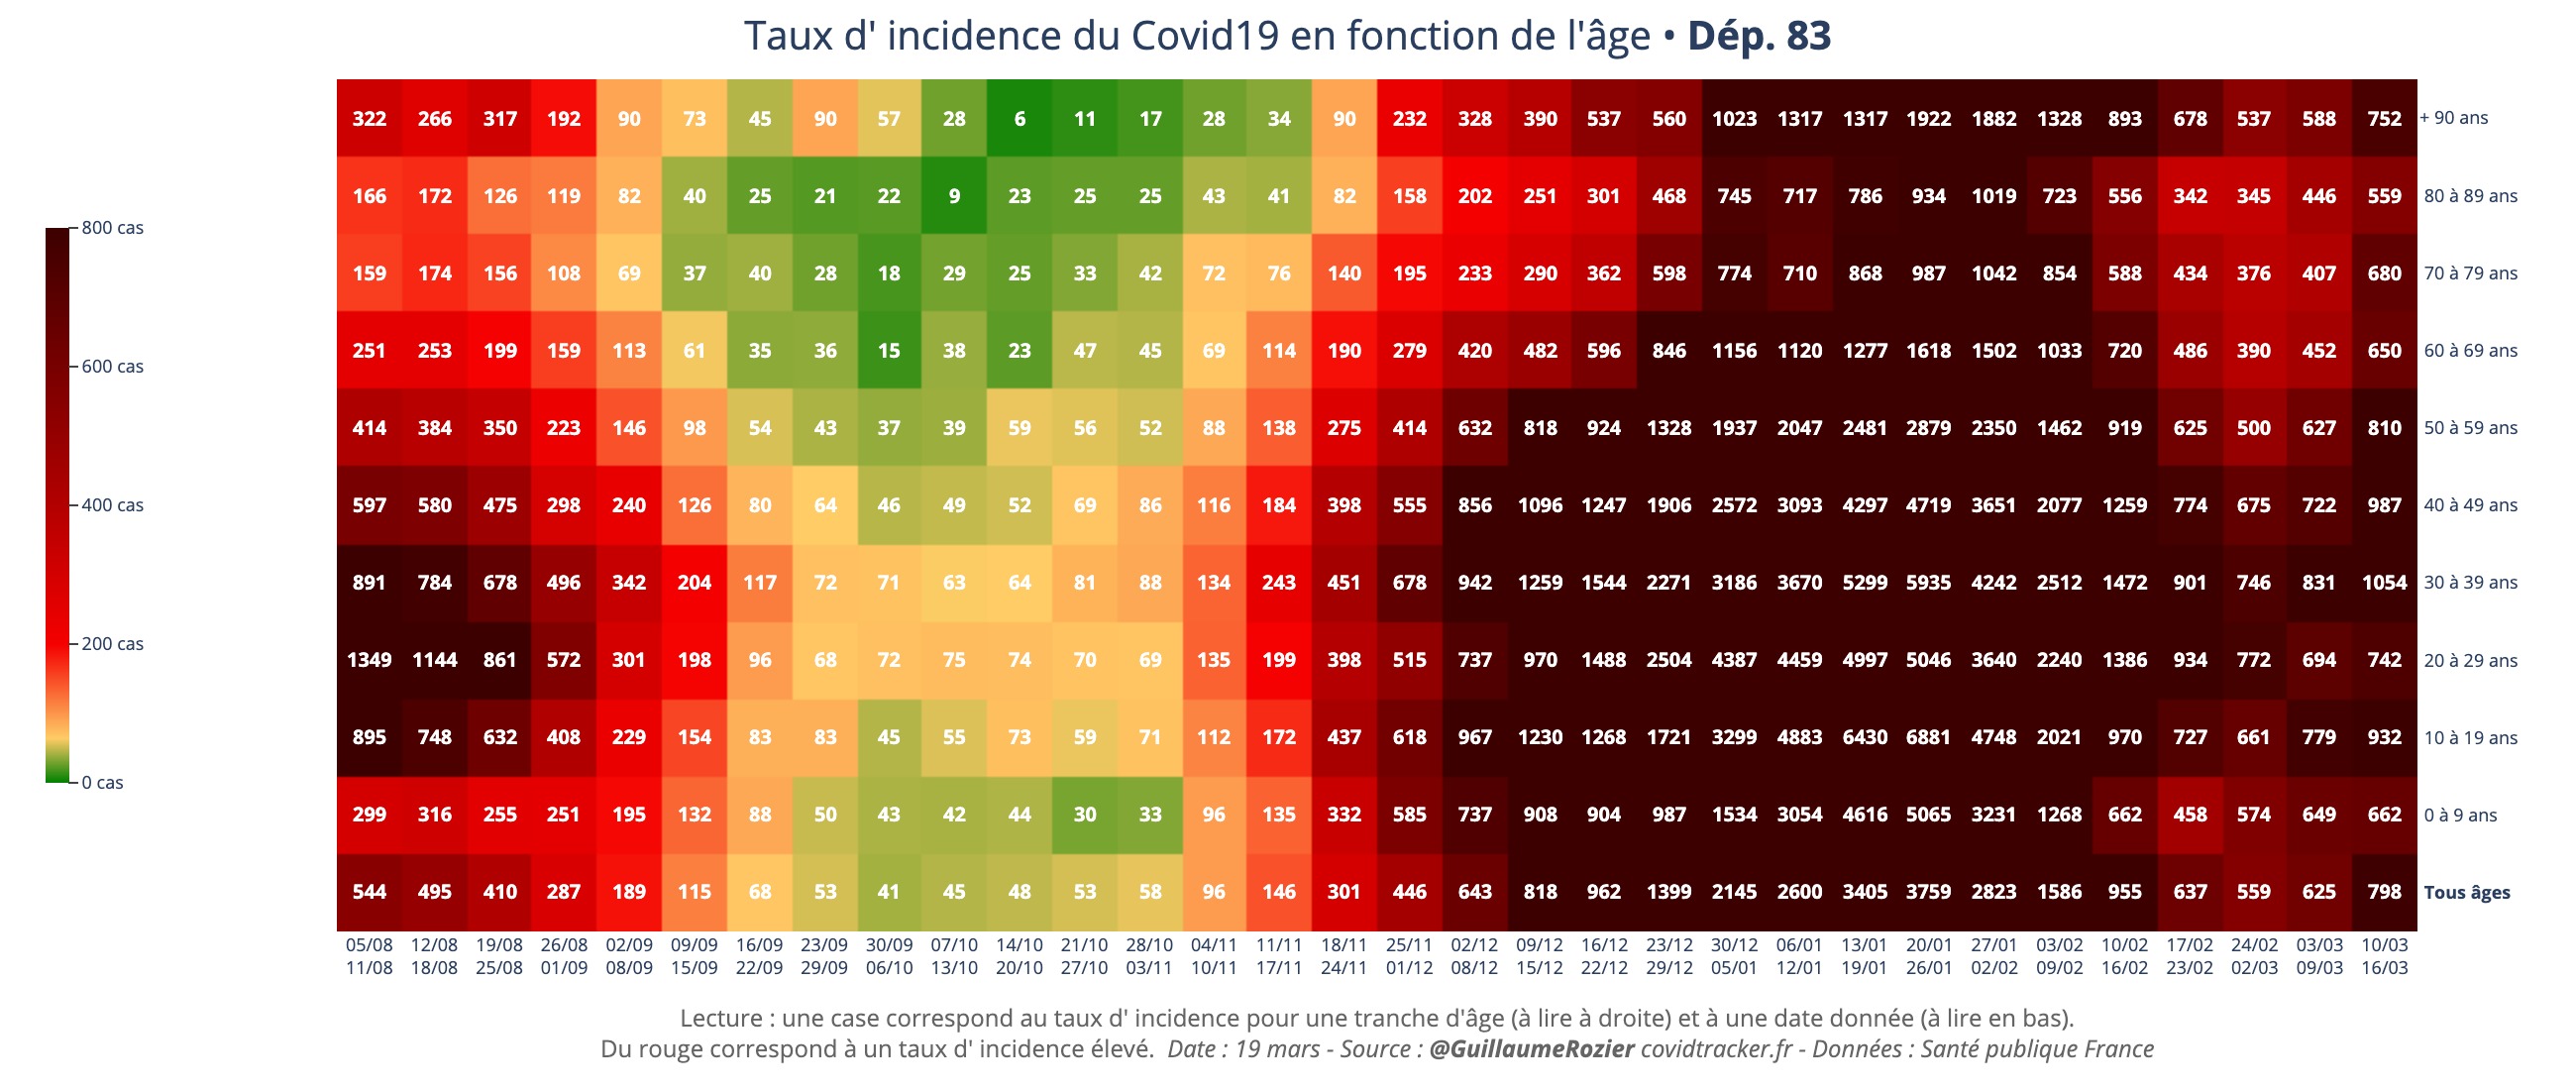 Taux d' incidence du Covid19 en fonction de l'âge • Dép. 83
322 266 317 192 90 73 45 90 57 28 6 11 17 28 34 90 232 328 390 537 560 1023 1317 1317 1922 1882 1328 893 678 537 588 752 + 90 ans
166 172 126 119 82 40 25 21 22 9 23 25 25 43 41 82 158 202 251 301 468 745 717 786 934 1019 723 556 342 345 446 559 80 à 89 ans
800 cas
159 174 156 108 69 37 40 28 18 29 25 33 42 72 76 140 195 233 290 362 598 774 710 868 987 1042 854 588 434 376 407 680 70 à 79 ans
251 253 199 159 113 61 35 36 15 38 23 47 45 69 114 190 279 420 482 596 846 1156 1120 1277 1618 1502 1033 720 486 390 452 650 60 à 69 ans
600 cas
414 384 350 223 146 98 54 43 37 39 59 56 52 88 138 275 414 632 818 924 1328 1937 2047 2481 2879 2350 1462 919 625 500 627 810 50 à 59 ans
400 cas
597 580 475 298 240 126 80 64 46 49 52 69 86 116 184 398 555 856 1096 1247 1906 2572 3093 4297 4719 3651 2077 1259 774 675 722 987 40 à 49 ans
891 784 678 496 342 204 117 72 71 63 64 81 88 134 243 451 678 942 1259 1544 2271 3186 3670 5299 5935 4242 2512 1472 901 746 831 1054 30 à 39 ans
200 cas
1349 1144 861 572 301 198 96 68 72 75 74 70 69 135 199 398 515 737 970 1488 2504 4387 4459 4997 5046 3640 2240 1386 934 772 694 742 20 à 29 ans
895 748 632 408 229 154 83 83 45 55 73 59 71 112 172 437 618 967 1230 1268 1721 3299 4883 6430 6881 4748 2021 970 727 661 779 932 10 à 19 ans
0 cas
299 316 255 251 195 132 88 50 43 42 44 30 33 96 135 332 585 737 908 904 987 1534 3054 4616 5065 3231 1268 662 458 574 649 662 0 à 9 ans
544 495 410 287 189 115 68 53 41 45 48 53 58 96 146 301 446 643 818 962 1399 2145 2600 3405 3759 2823 1586 955 637 559 625 798 Tous âges
05/08 12/08 19/08 26/08 02/09 09/09 16/09 23/09 30/09 07/10 14/10 21/10 28/10 04/11 11/11 18/11 25/11 02/12 09/12 16/12 23/12 30/12 06/01 13/01 20/01 27/01 03/02 10/02 17/02 24/02 03/03 10/03
11/08 18/08 25/08 01/09 08/09 15/09 22/09 29/09 06/10 13/10 20/10 27/10 03/11 10/11 17/11 24/11 01/12 08/12 15/12 22/12 29/12 05/01 12/01 19/01 26/01 02/02 09/02 16/02 23/02 02/03 09/03 16/03
Lecture : une case correspond au taux d' incidence pour une tranche d'âge (à lire à droite) et à une date donnée (à lire en bas).
Du rouge correspond à un taux d' incidence élevé. Date : 19 mars - Source : @GuillaumeRozier covidtracker.fr - Données : Santé publique France